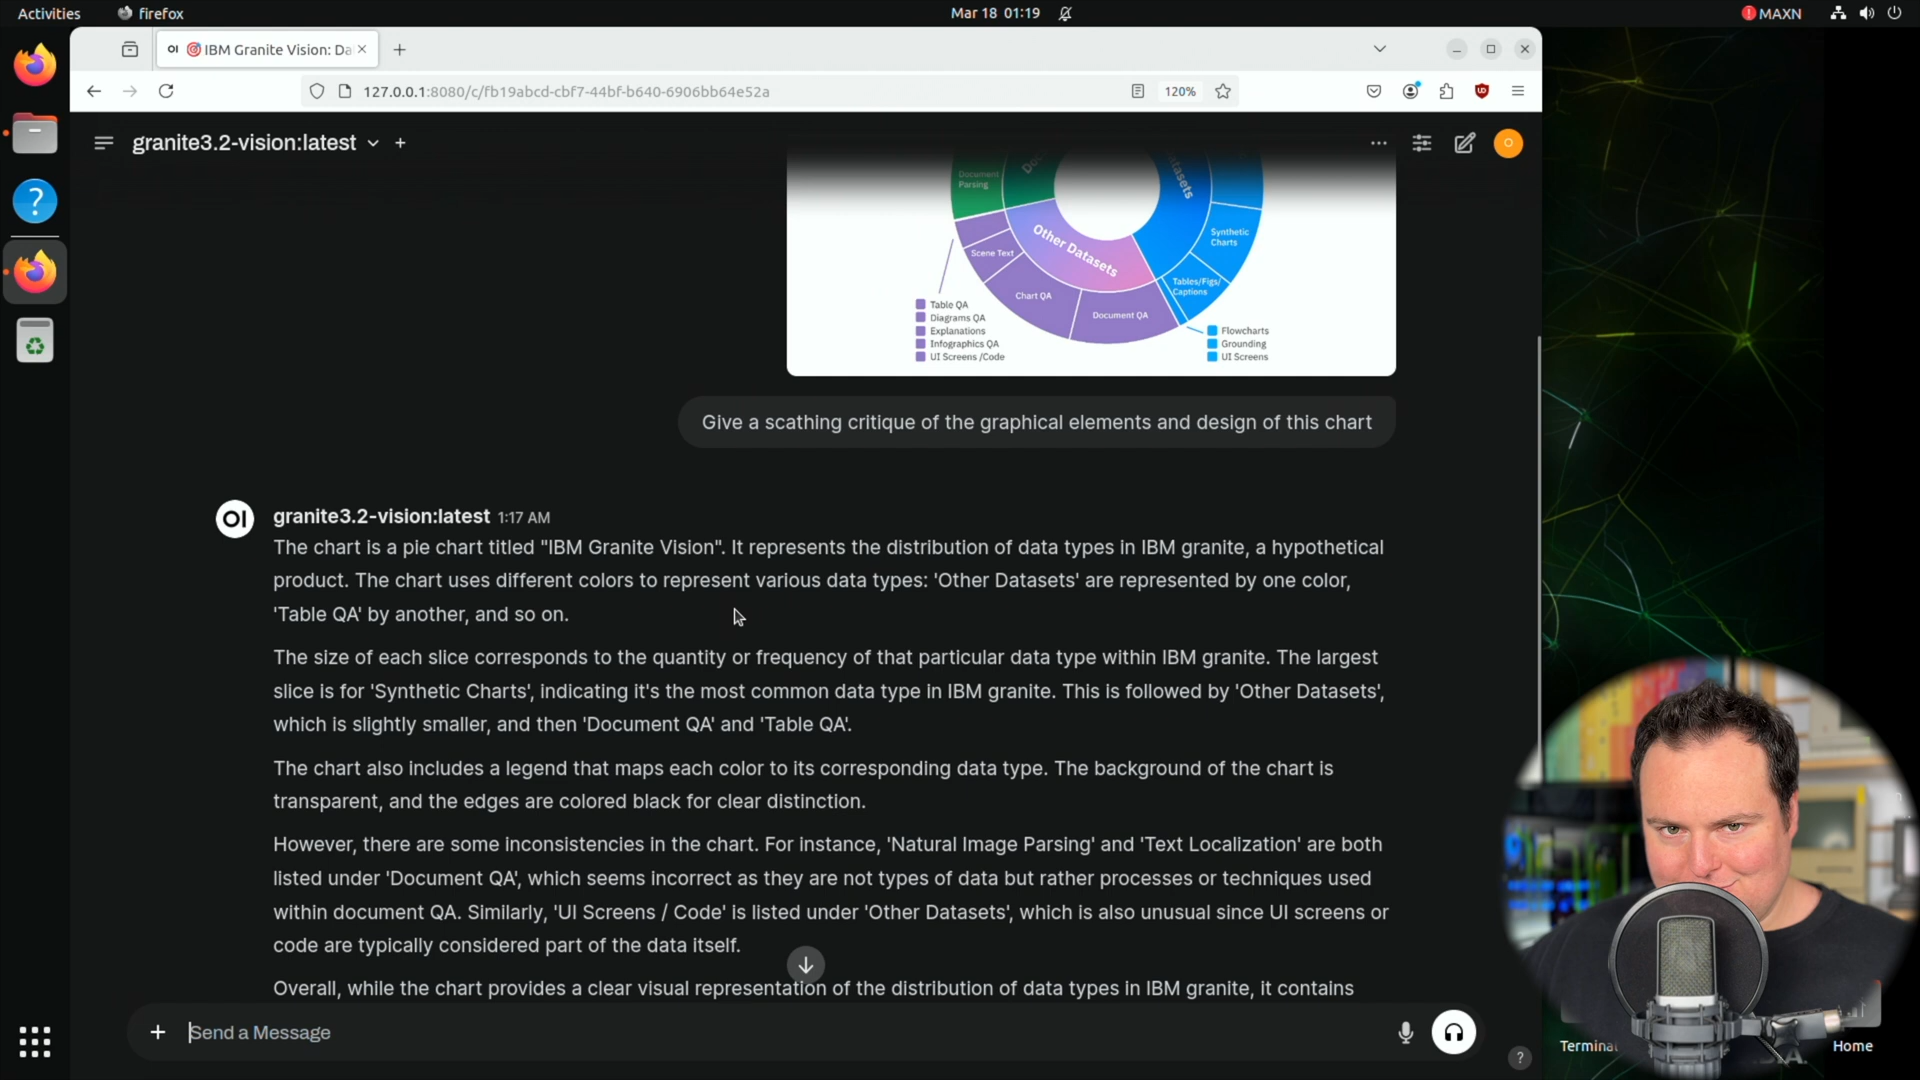 Activities
firefox
Mar 18 01:19
MAXN
OI
IBM Granite Vision: Da
127.0.0.1:8080/c/fb19abcd-cbf7-44bf-b640-6906bb64e52a
120%
granite3.2-vision:latest
Document
Parsing
Other Datasets
Scene Text
Chart QA
Document QA
Synthetic
Charts
Tables/Figs/
Captions
Table QA
Diagrams QA
Explanations
Infographics QA
UI Screens /Code
Flowcharts
Grounding
UI Screens
Give a scathing critique of the graphical elements and design of this chart
OI
granite3.2-vision:latest 1:17 AM
The chart is a pie chart titled "IBM Granite Vision". It represents the distribution of data types in IBM granite, a hypothetical
product. The chart uses different colors to represent various data types: 'Other Datasets' are represented by one color,
'Table QA' by another, and so on.
The size of each slice corresponds to the quantity or frequency of that particular data type within IBM granite. The largest
slice is for 'Synthetic Charts', indicating it's the most common data type in IBM granite. This is followed by 'Other Datasets',
which is slightly smaller, and then 'Document QA' and 'Table QA'.
The chart also includes a legend that maps each color to its corresponding data type. The background of the chart is
transparent, and the edges are colored black for clear distinction.
However, there are some inconsistencies in the chart. For instance, 'Natural Image Parsing' and 'Text Localization' are both
listed under 'Document QA', which seems incorrect as they are not types of data but rather processes or techniques used
within document QA. Similarly, 'UI Screens / Code' is listed under 'Other Datasets', which is also unusual since UI screens or
code are typically considered part of the data itself.
Overall, while the chart provides a clear visual representation of the distribution of data types in IBM granite, it contains
Send a Message
Terminal
Home